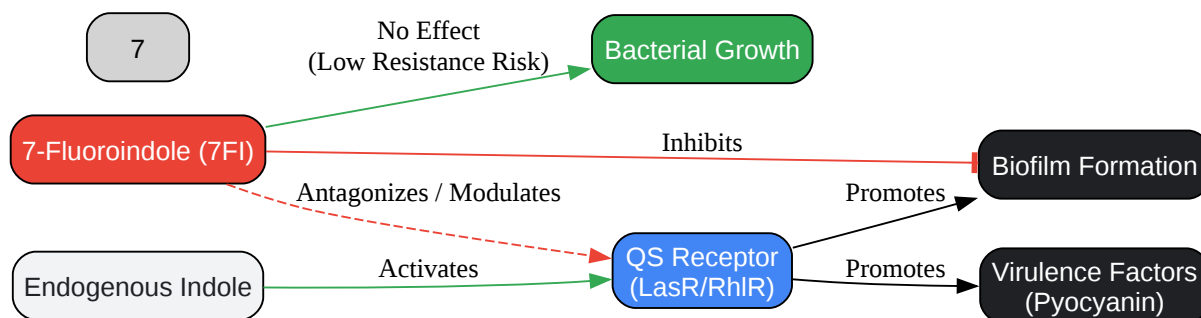 7
No Effect
(Low Resistance Risk)
Bacterial Growth
7-Fluoroindole (7FI)
Inhibits
Biofilm Formation
Antagonizes / Modulates
Promotes
Endogenous Indole
Activates
QS Receptor
(LasR/RhlR)
Promotes
Virulence Factors
(Pyocyanin)